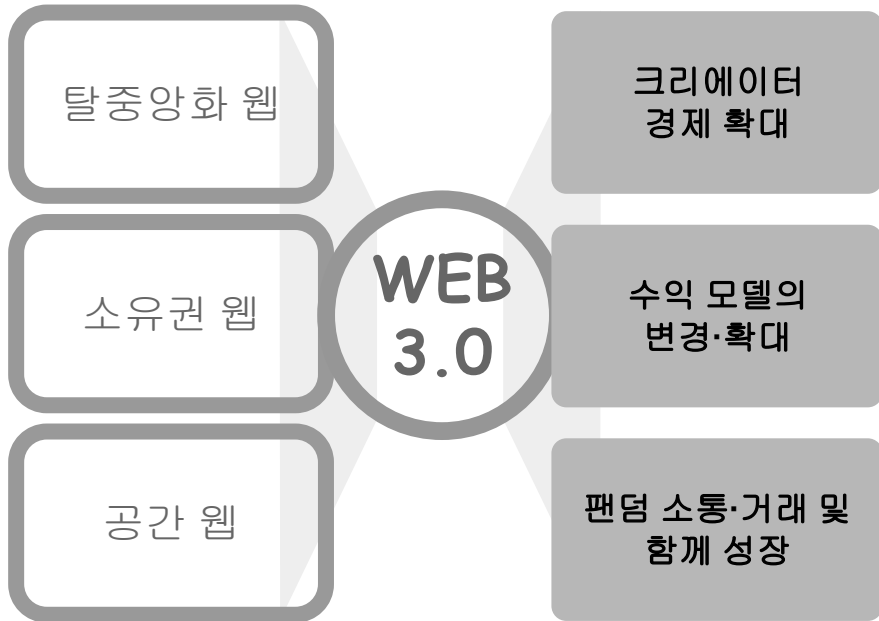 탈중앙화 웹
소유권 웹
공간 웹
WEB
3.0
크리에이터
경제 확대
수익 모델의
변경·확대
팬덤 소통·거래 및
함께 성장